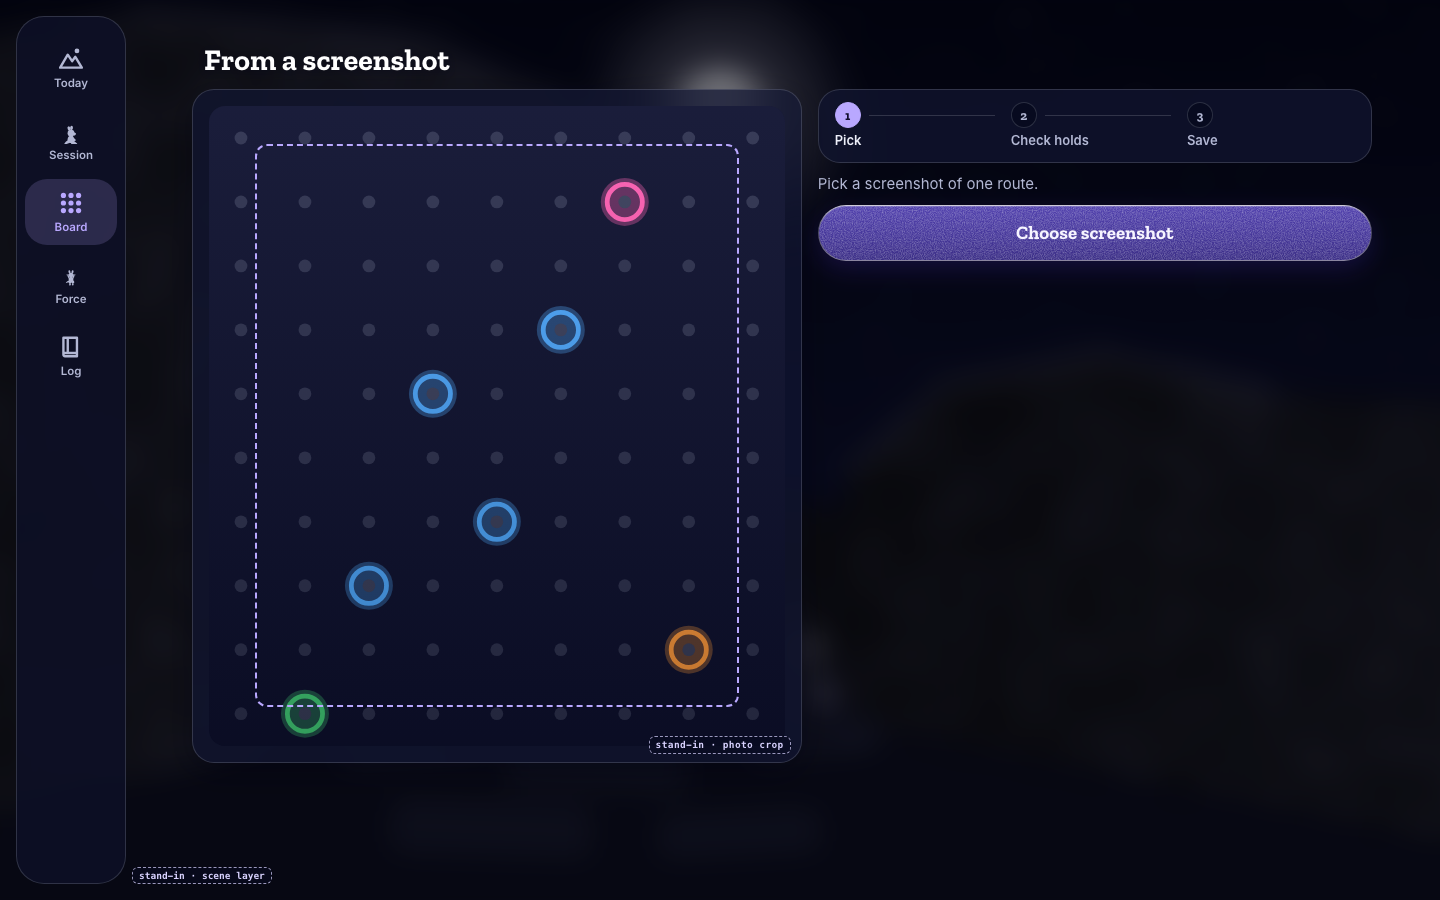 Today
Session
Board
Force
Log
From a screenshot
1
2
3
Pick
Check holds
Save
Pick a screenshot of one route.
Choose screenshot
stand-in · photo crop
stand-in · scene layer